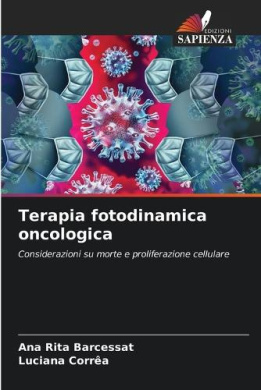 EDIZIONI
SAPIENZA
Terapia fotodinamica
oncologica
Considerazioni su morte e proliferazione cellulare
Ana Rita Barcessat
Luciana Corrêa